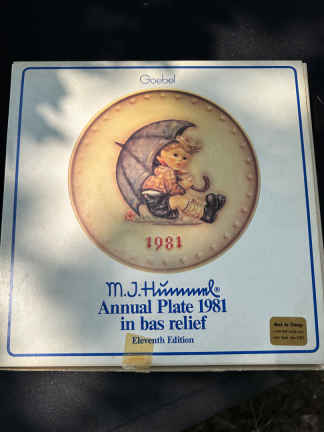 Goebel
1981
M.J.Hummel®
Annual Plate 1981
in bas relief
Eleventh Edition